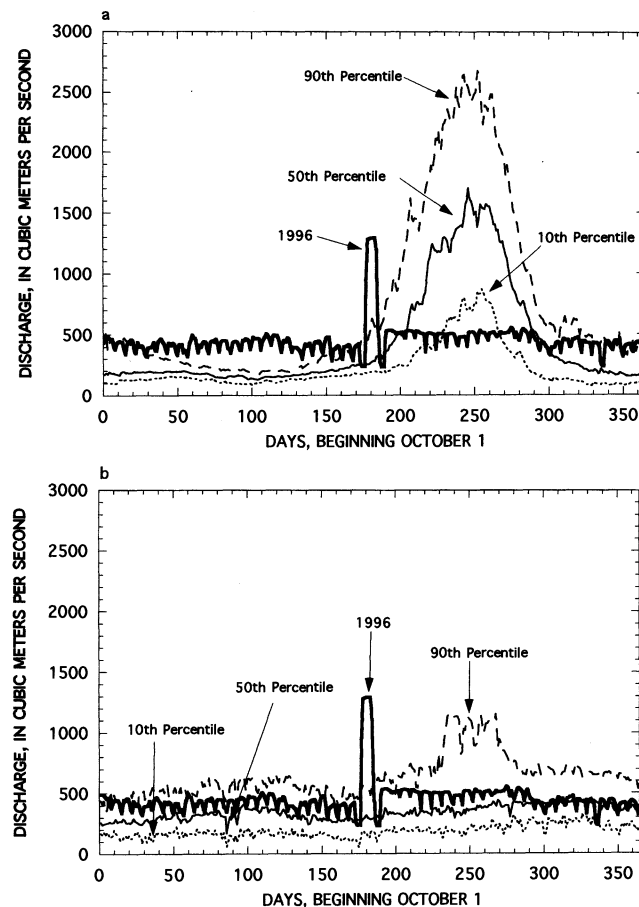 a
3000
2500
2000
1500
1000
500
0
DISCHARGE, IN CUBIC METERS PER SECOND
90th Percentile
50th Percentile
1996
10th Percentile
0 50 100 150 200 250 300 350
DAYS, BEGINNING OCTOBER 1
b
3000
2500
2000
1500
1000
500
0
DISCHARGE, IN CUBIC METERS PER SECOND
1996
90th Percentile
50th Percentile
10th Percentile
0 50 100 150 200 250 300 350
DAYS, BEGINNING OCTOBER 1